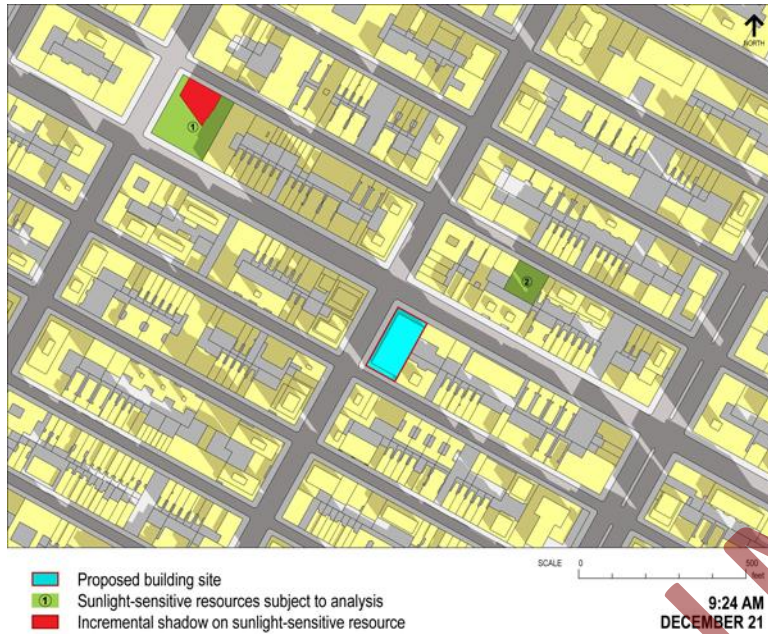 NORTH
①
②
SCALE 0 500
feet
Proposed building site
① Sunlight-sensitive resources subject to analysis
Incremental shadow on sunlight-sensitive resource
9:24 AM
DECEMBER 21